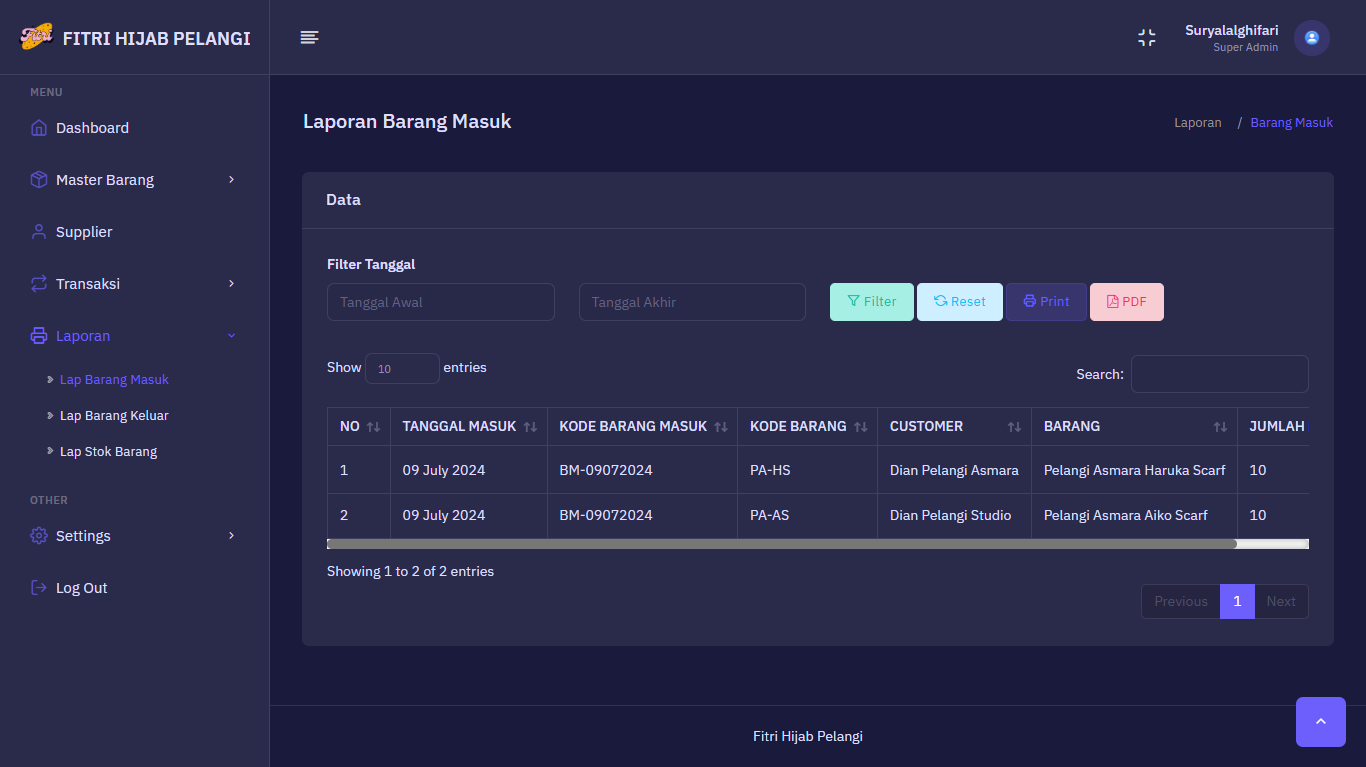 Fitri
FITRI HIJAB PELANGI
Suryalalghifari
Super Admin
MENU
Dashboard
Master Barang
Supplier
Transaksi
Laporan
Lap Barang Masuk
Lap Barang Keluar
Lap Stok Barang
OTHER
Settings
Log Out
Laporan Barang Masuk
Laporan / Barang Masuk
Data
Filter Tanggal
Tanggal Awal Tanggal Akhir Filter Reset Print PDF
Show 10 entries
Search:
NO TANGGAL MASUK KODE BARANG MASUK KODE BARANG CUSTOMER BARANG JUMLAH
1 09 July 2024 BM-09072024 PA-HS Dian Pelangi Asmara Pelangi Asmara Haruka Scarf 10
2 09 July 2024 BM-09072024 PA-AS Dian Pelangi Studio Pelangi Asmara Aiko Scarf 10
Showing 1 to 2 of 2 entries
Previous 1 Next
Fitri Hijab Pelangi